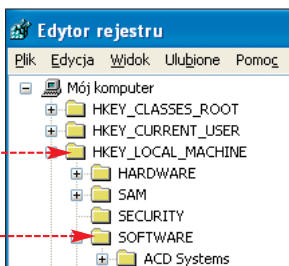 Edytor rejestru
Plik Edycja Widok Ulubione Pomoc
Mój komputer
HKEY_CLASSES_ROOT
HKEY_CURRENT_USER
HKEY_LOCAL_MACHINE
HARDWARE
SAM
SECURITY
SOFTWARE
ACD Systems